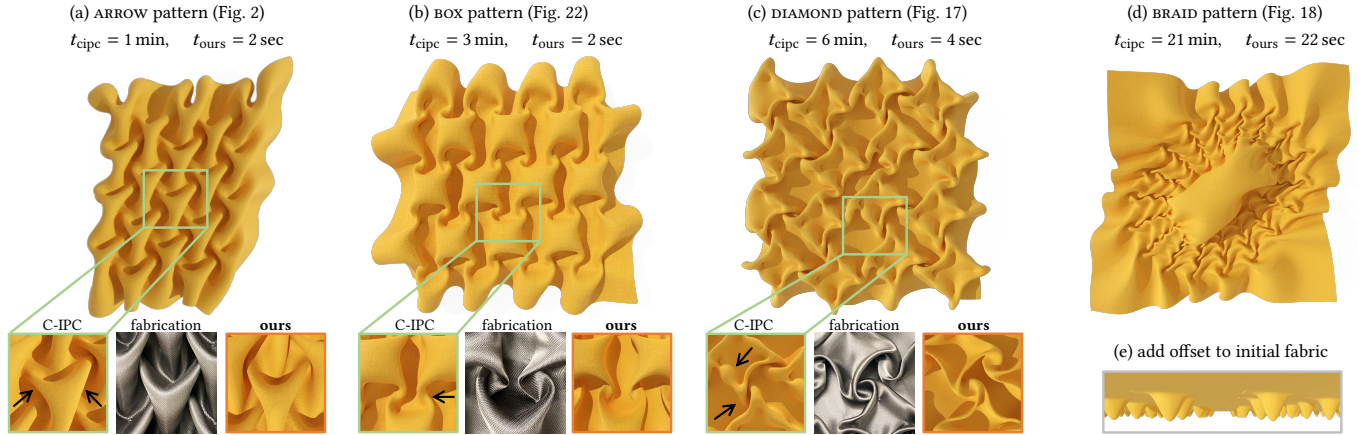 (a) ARROW pattern (Fig. 2)
t_cipc = 1 min, t_ours = 2 sec
(b) BOX pattern (Fig. 22)
t_cipc = 3 min, t_ours = 2 sec
(c) DIAMOND pattern (Fig. 17)
t_cipc = 6 min, t_ours = 4 sec
(d) BRAID pattern (Fig. 18)
t_cipc = 21 min, t_ours = 22 sec
C-IPC fabrication ours
C-IPC fabrication ours
C-IPC fabrication ours
(e) add offset to initial fabric